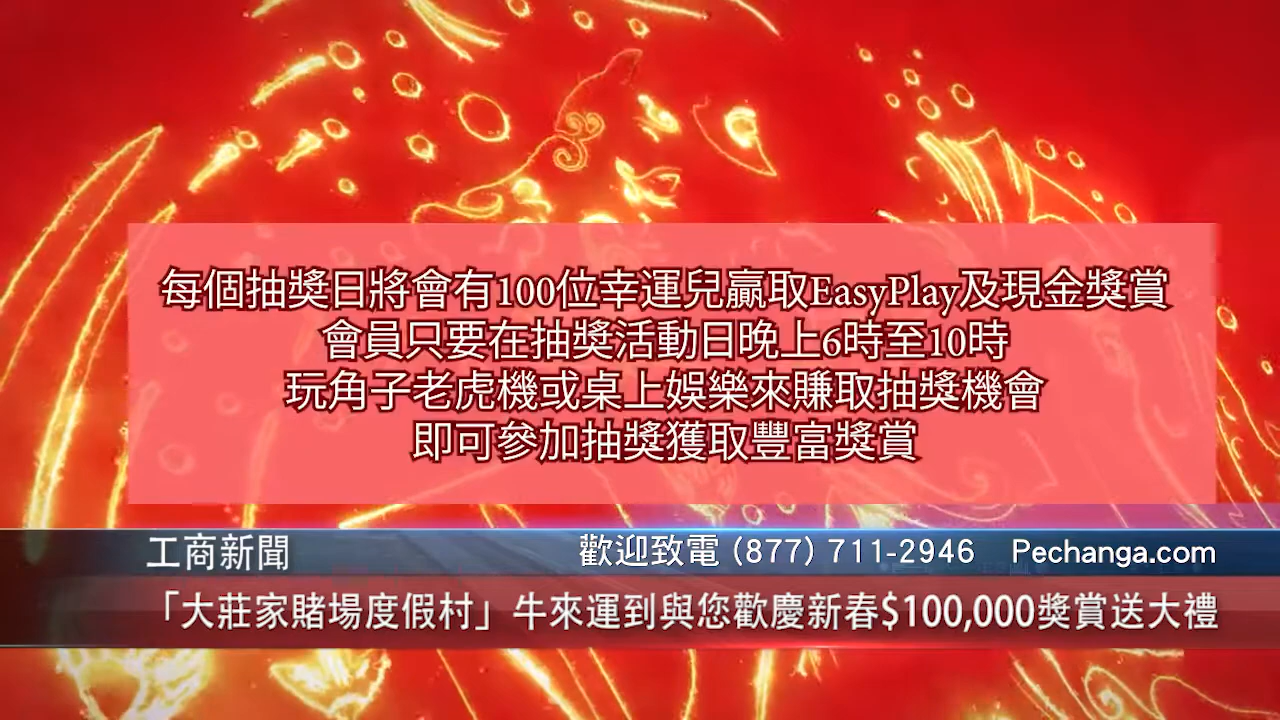 每個抽獎日將會有100位幸運兒贏取EasyPlay及現金獎賞
會員只要在抽獎活動日晚上6時至10時
玩角子老虎機或桌上娛樂來賺取抽獎機會
即可參加抽獎獲取豐富獎賞
工商新聞 歡迎致電 (877) 711-2946 Pechanga.com
「大莊家賭場度假村」牛來運到與您歡慶新春$100,000獎賞送大禮